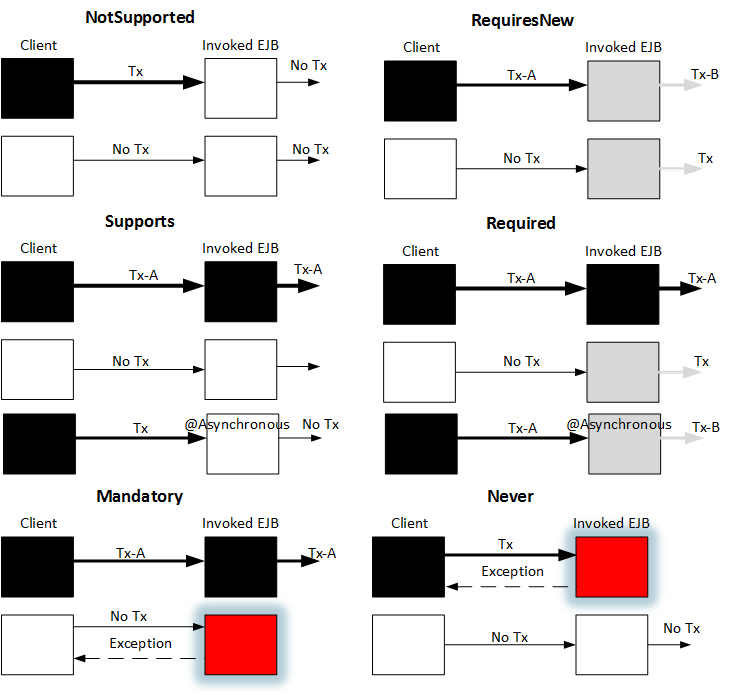 NotSupported
Client
Invoked EJB
Tx
No Tx
No Tx
No Tx
RequiresNew
Client
Invoked EJB
Tx-A
Tx-B
No Tx
Tx
Supports
Client
Invoked EJB
Tx-A
Tx-A
No Tx
Tx
@Asynchronous
No Tx
Required
Client
Invoked EJB
Tx-A
Tx-A
No Tx
Tx
Tx-A
@Asynchronous
Tx-B
Mandatory
Client
Invoked EJB
Tx-A
Tx-A
No Tx
Exception
Never
Client
Invoked EJB
Tx
Exception
No Tx
No Tx